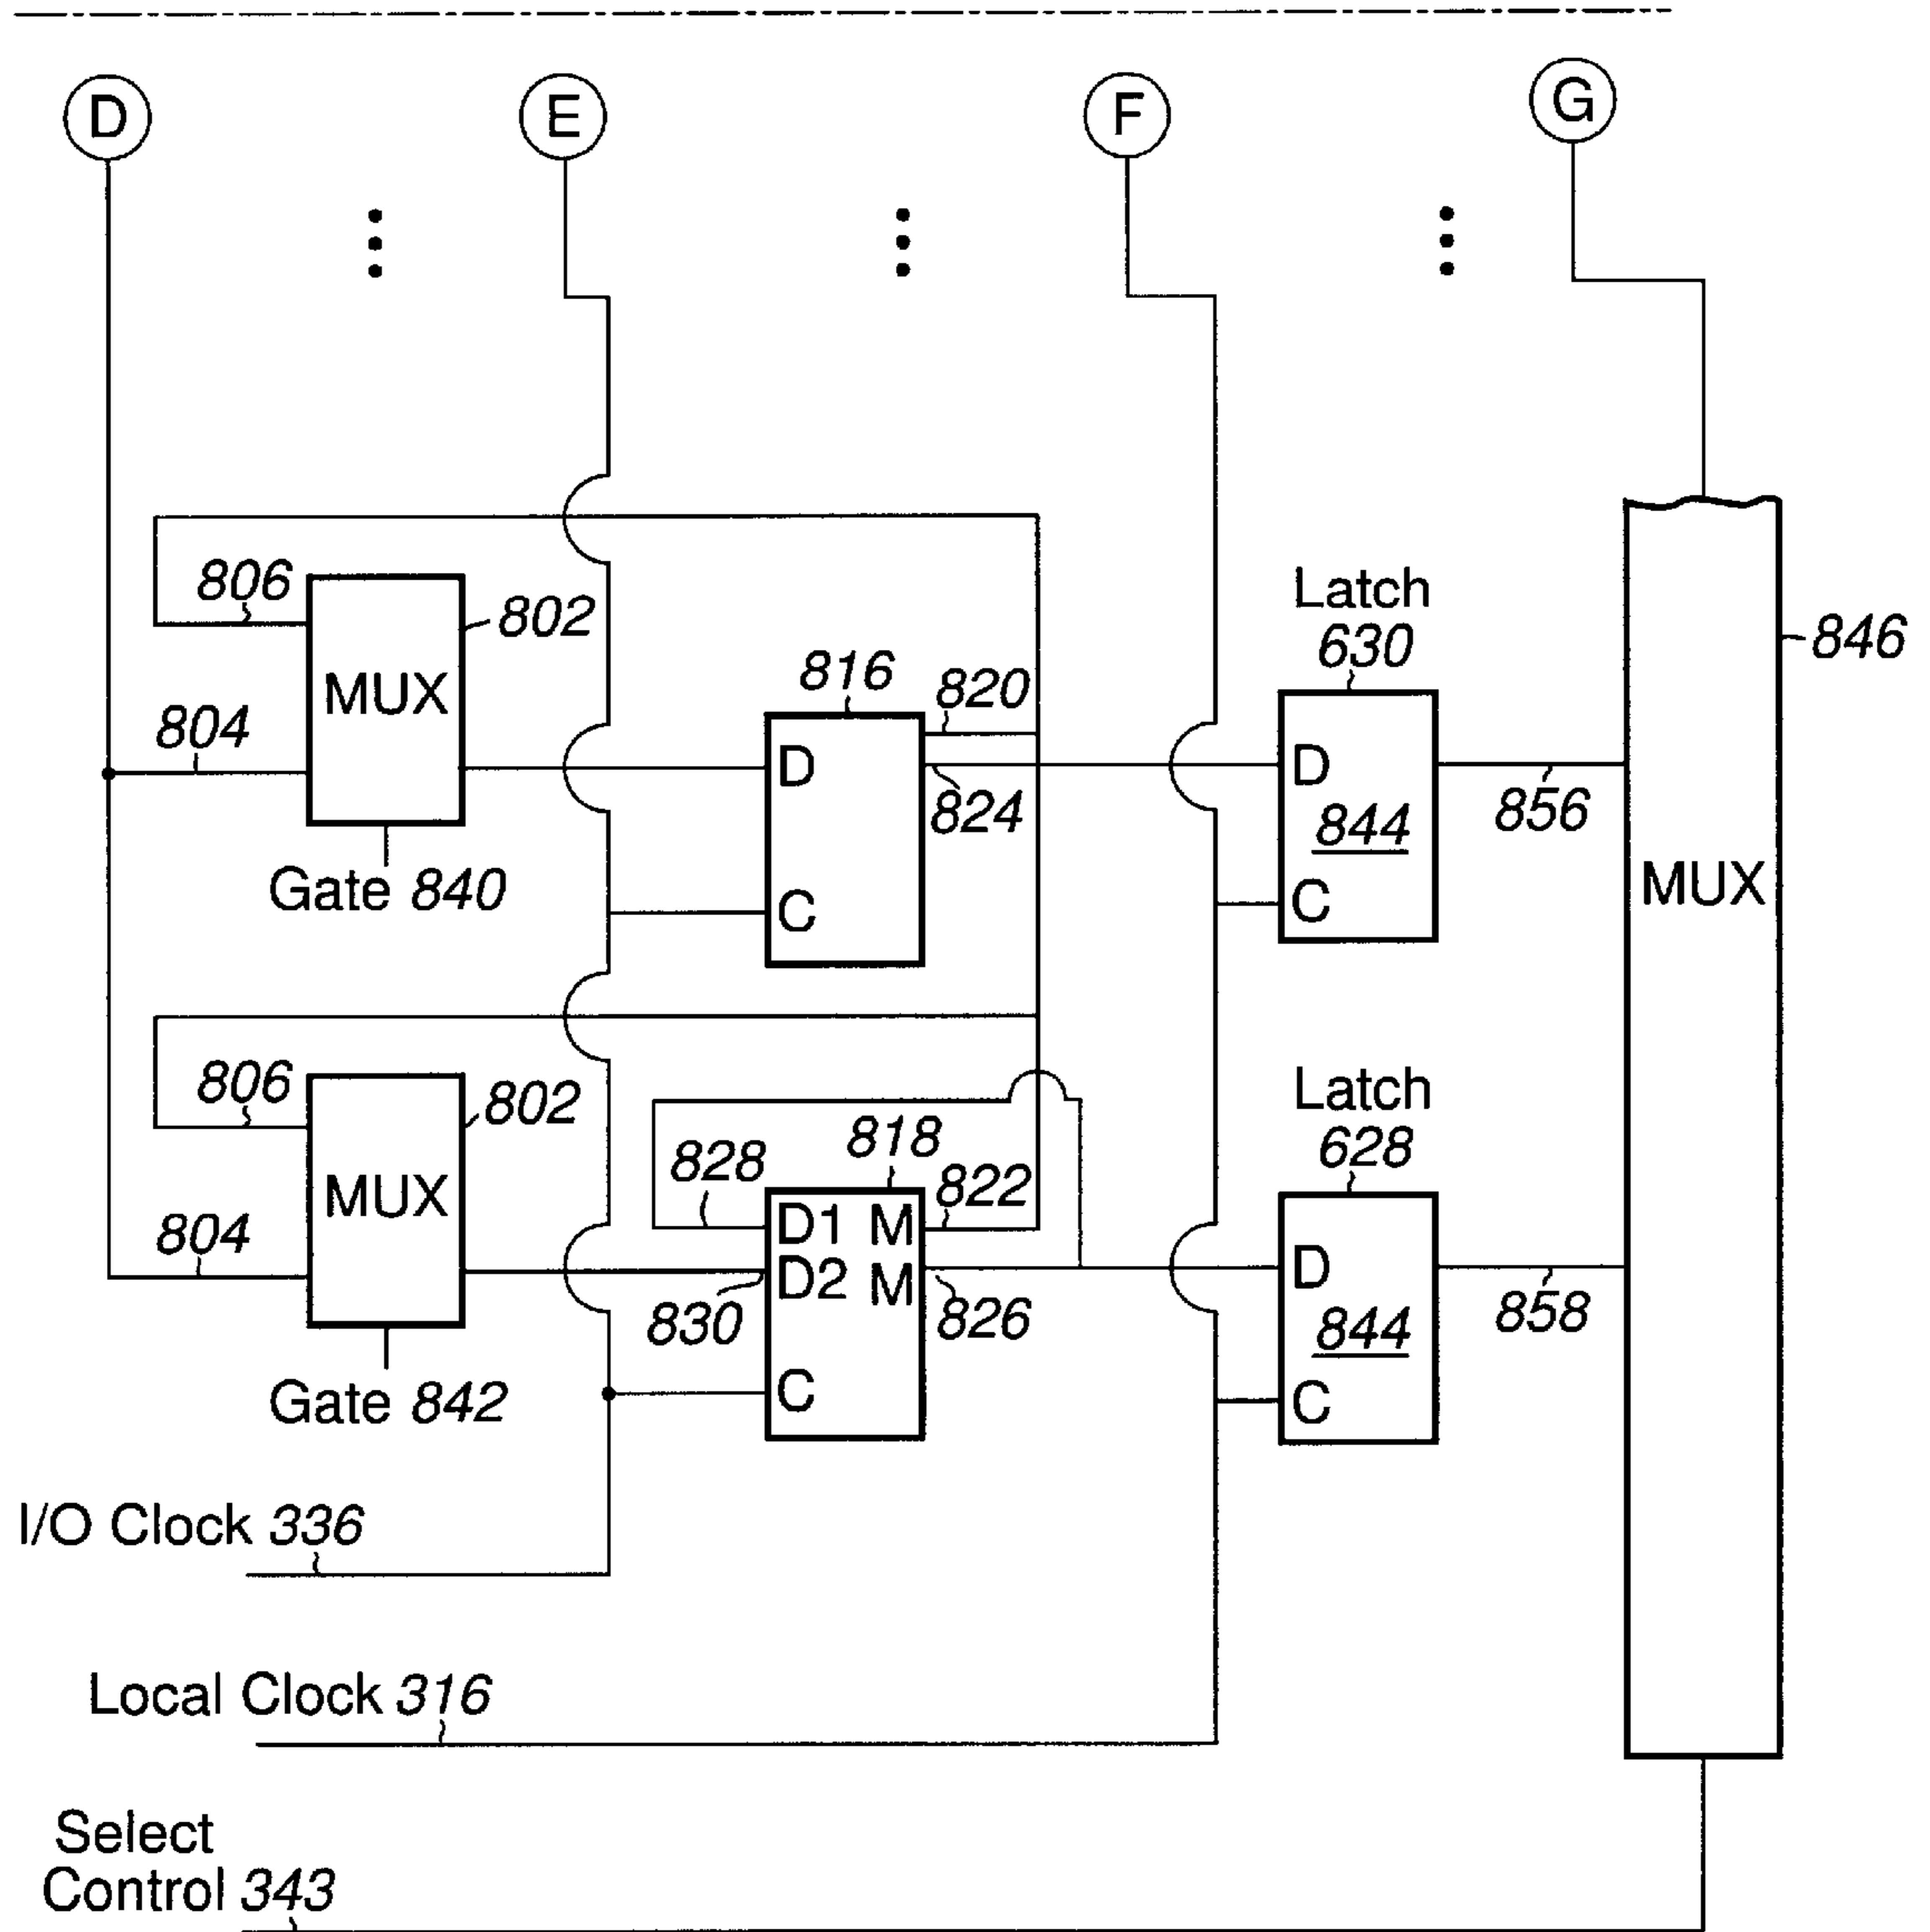 D E F G
806
802
MUX
804
Gate 840
816
820
D
824
C
Latch
630
D
844
C
856
846
MUX
806
802
MUX
804
Gate 842
828
818
822
D1 M
D2 M
830
826
C
Latch
628
D
844
C
858
I/O Clock 336
Local Clock 316
Select
Control 343